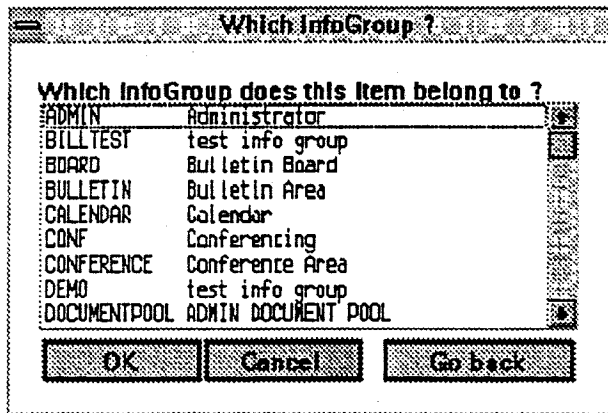 Which InfoGroup ?
Which InfoGroup does this item belong to ?
ADMIN Administrator
BILLTEST test info group
BOARD Bulletin Board
BULLETIN Bulletin Area
CALENDAR Calendar
CONF Conferencing
CONFERENCE Conference Area
DEMO test info group
DOCUMENTPOOL ADMIN DOCUMENT POOL
OK Cancel Go back